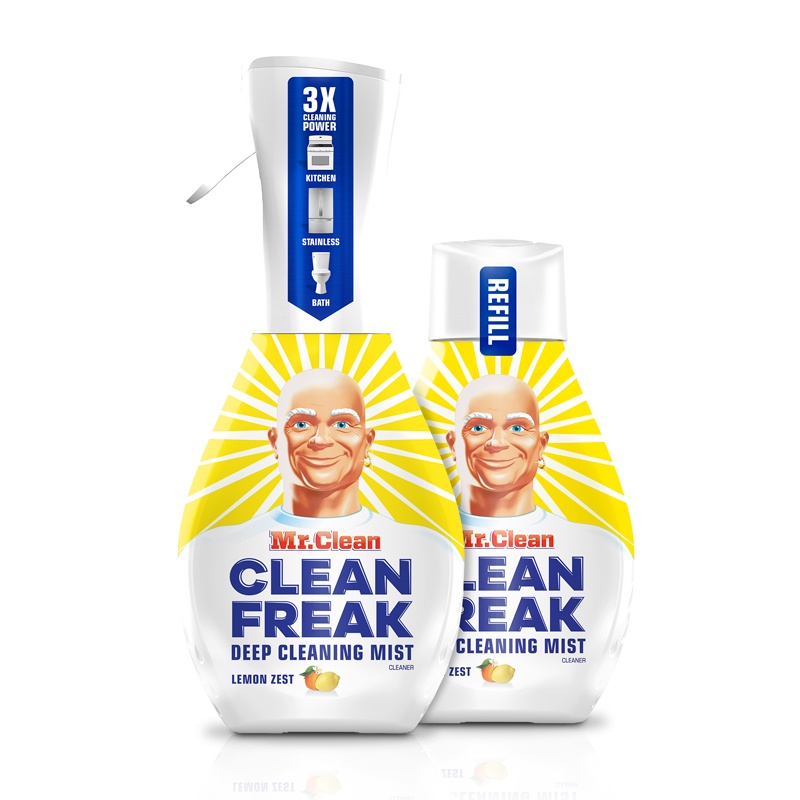 3X
CLEANING
POWER
KITCHEN
STAINLESS
BATH
Mr.Clean
CLEAN
FREAK
DEEP CLEANING MIST
CLEANER
LEMON ZEST
REFILL
Mr.Clean
LEAN
REAK
CLEANING MIST
CLEANER
ZEST